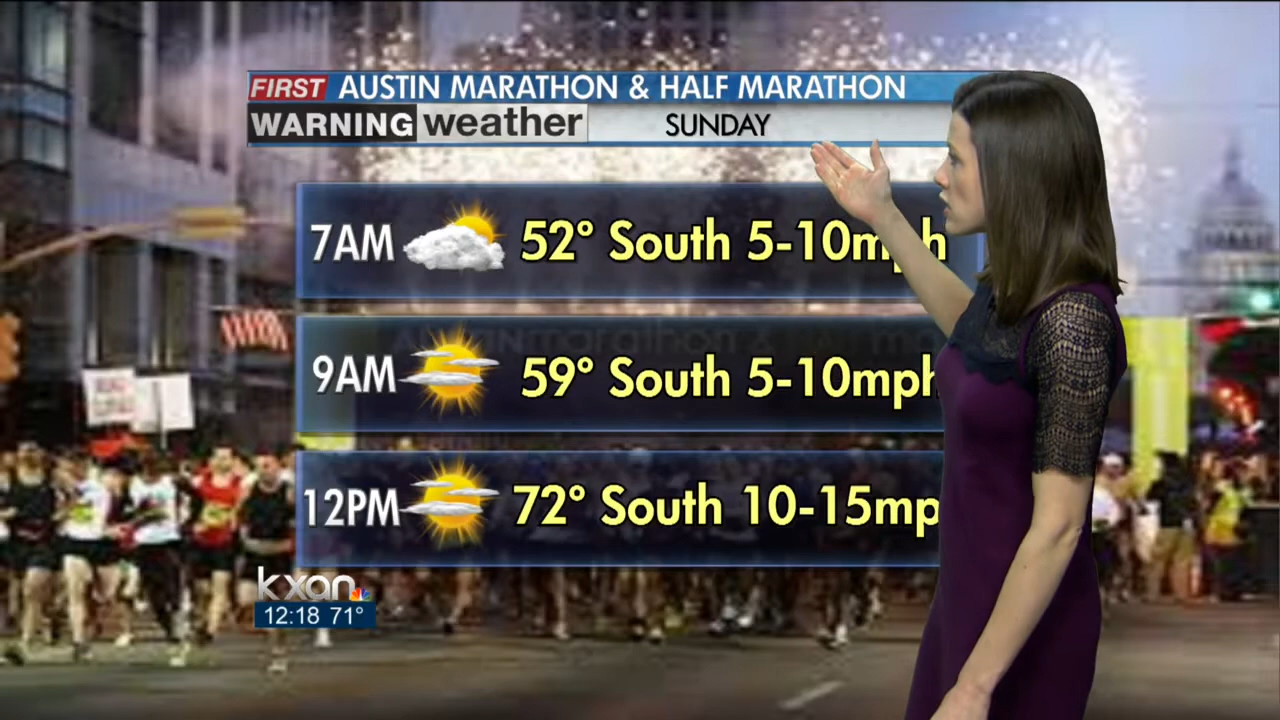 FIRST AUSTIN MARATHON & HALF MARATHON
WARNING weather SUNDAY
7AM 52° South 5-10mph
9AM 59° South 5-10mph
12PM 72° South 10-15mp
kxan
12:18 71°